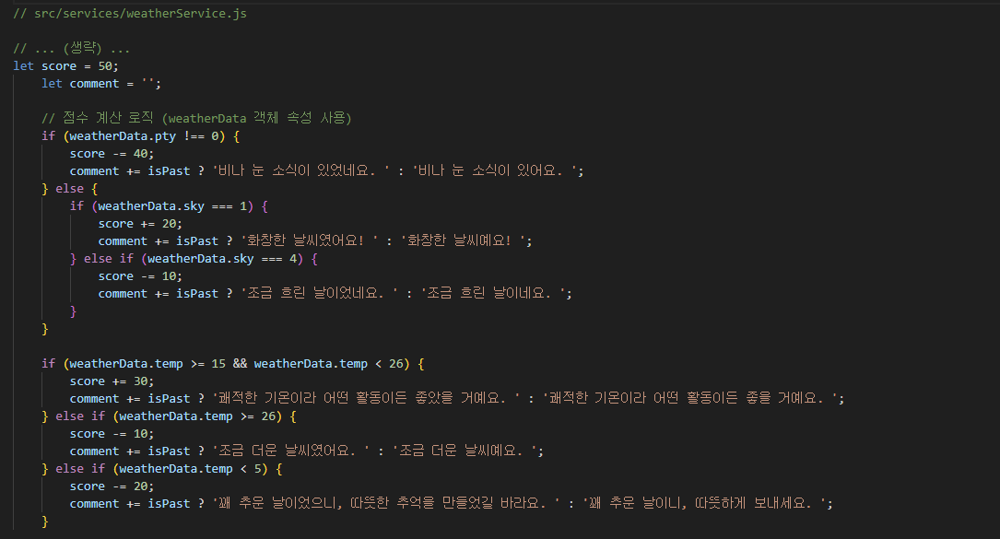 // src/services/weatherService.js
// ... (생략) ...
let score = 50;
let comment = '';
// 점수 계산 로직 (weatherData 객체 속성 사용)
if (weatherData.pty !== 0) {
score -= 40;
comment += isPast ? '비나 눈 소식이 있었네요. ' : '비나 눈 소식이 있어요. ';
} else {
if (weatherData.sky === 1) {
score += 20;
comment += isPast ? '화창한 날씨였어요! ' : '화창한 날씨예요! ';
} else if (weatherData.sky === 4) {
score -= 10;
comment += isPast ? '조금 흐린 날이었네요. ' : '조금 흐린 날이네요. ';
}
}
if (weatherData.temp >= 15 && weatherData.temp < 26) {
score += 30;
comment += isPast ? '쾌적한 기온이라 어떤 활동이든 좋았을 거예요. ' : '쾌적한 기온이라 어떤 활동이든 좋을 거예요. ';
} else if (weatherData.temp >= 26) {
score -= 10;
comment += isPast ? '조금 더운 날씨였어요. ' : '조금 더운 날씨예요. ';
} else if (weatherData.temp < 5) {
score -= 20;
comment += isPast ? '꽤 추운 날이었으니, 따뜻한 추억을 만들었길 바라요. ' : '꽤 추운 날이니, 따뜻하게 보내세요. ';
}